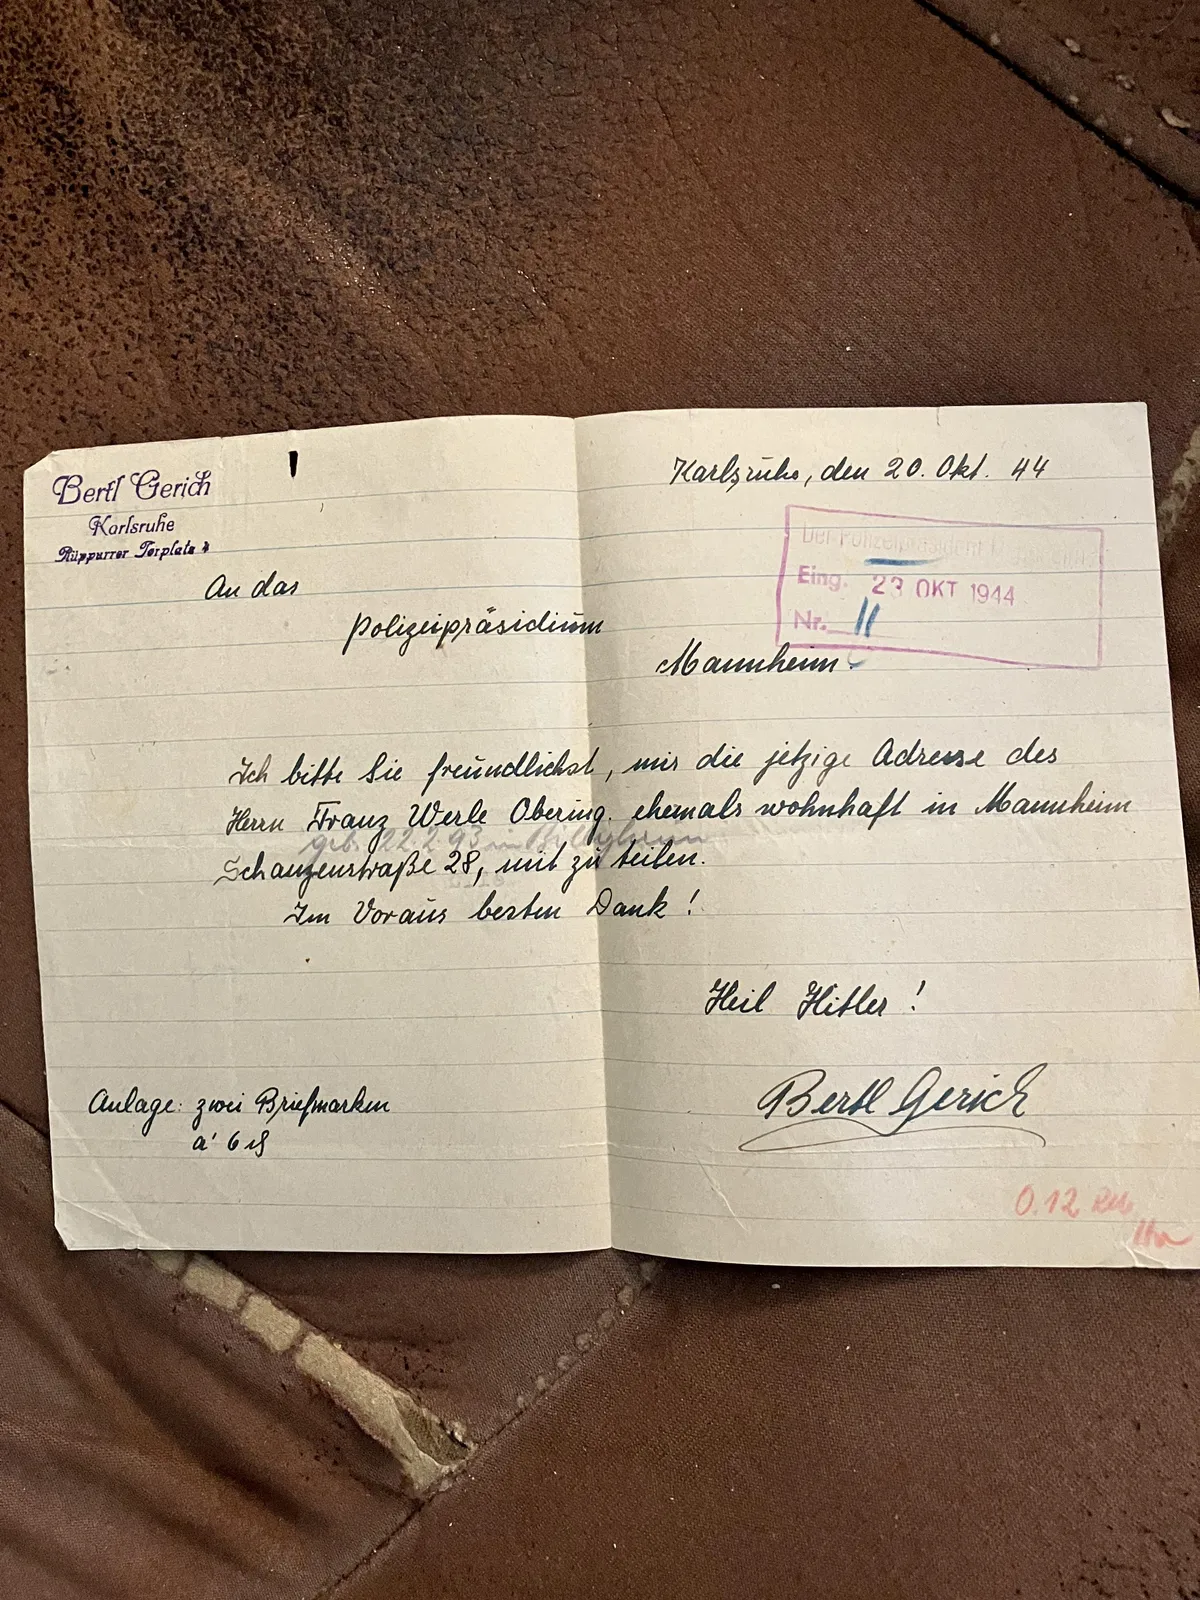 Bertl Gerich
Karlsruhe
Rüppurrer Torplatz 4
Karlsruhe, den 20. Okt. 44
An das
Polizeipräsidium
Der Polizeipräsident
Eing. 23 OKT 1944
Nr. 11
Mannheim
Ich bitte Sie freundlichst, mir die jetzige Adresse des
Herrn Franz Werle Obering. ehemals wohnhaft in Mannheim
geb. 22.2.93 in
Schanzenstraße 28, mit zu teilen.
Im Voraus besten Dank!
Heil Hitler!
Bertl Gerich
Anlage: zwei Briefmarken
a' 6 ₰
0.12